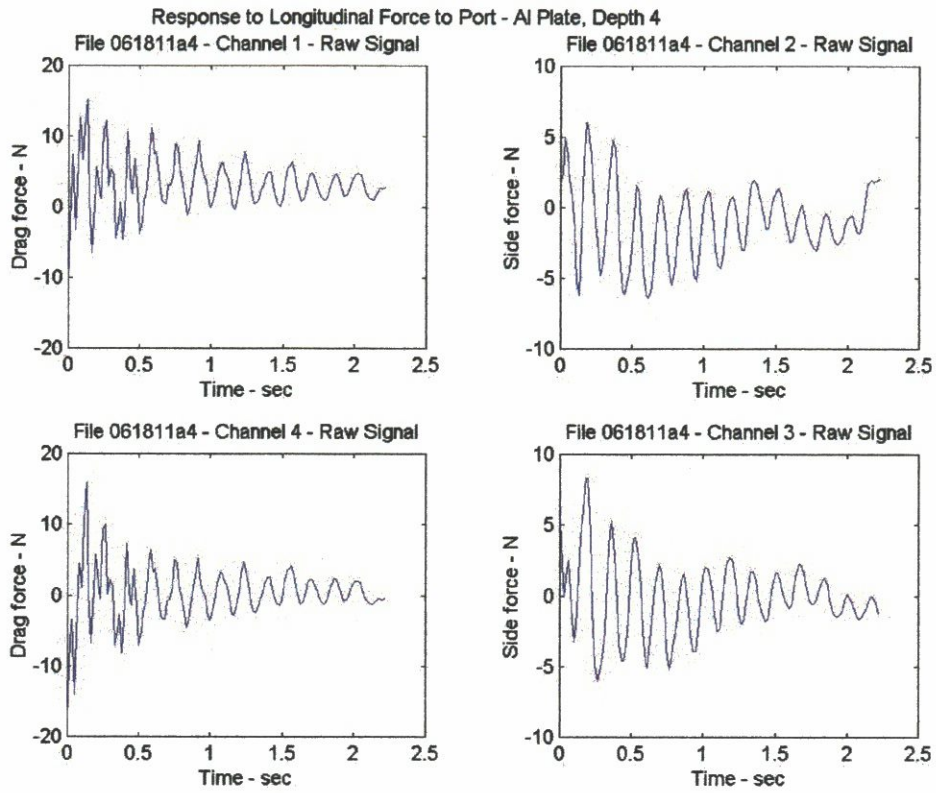 Response to Longitudinal Force to Port - Al Plate, Depth 4
File 061811a4 - Channel 1 - Raw Signal
20
10
0
-10
-20
Drag force - N
0 0.5 1 1.5 2 2.5
Time - sec
File 061811a4 - Channel 2 - Raw Signal
10
5
0
-5
-10
Side force - N
0 0.5 1 1.5 2 2.5
Time - sec
File 061811a4 - Channel 4 - Raw Signal
20
10
0
-10
-20
Drag force - N
0 0.5 1 1.5 2 2.5
Time - sec
File 061811a4 - Channel 3 - Raw Signal
10
5
0
-5
-10
Side force - N
0 0.5 1 1.5 2 2.5
Time - sec